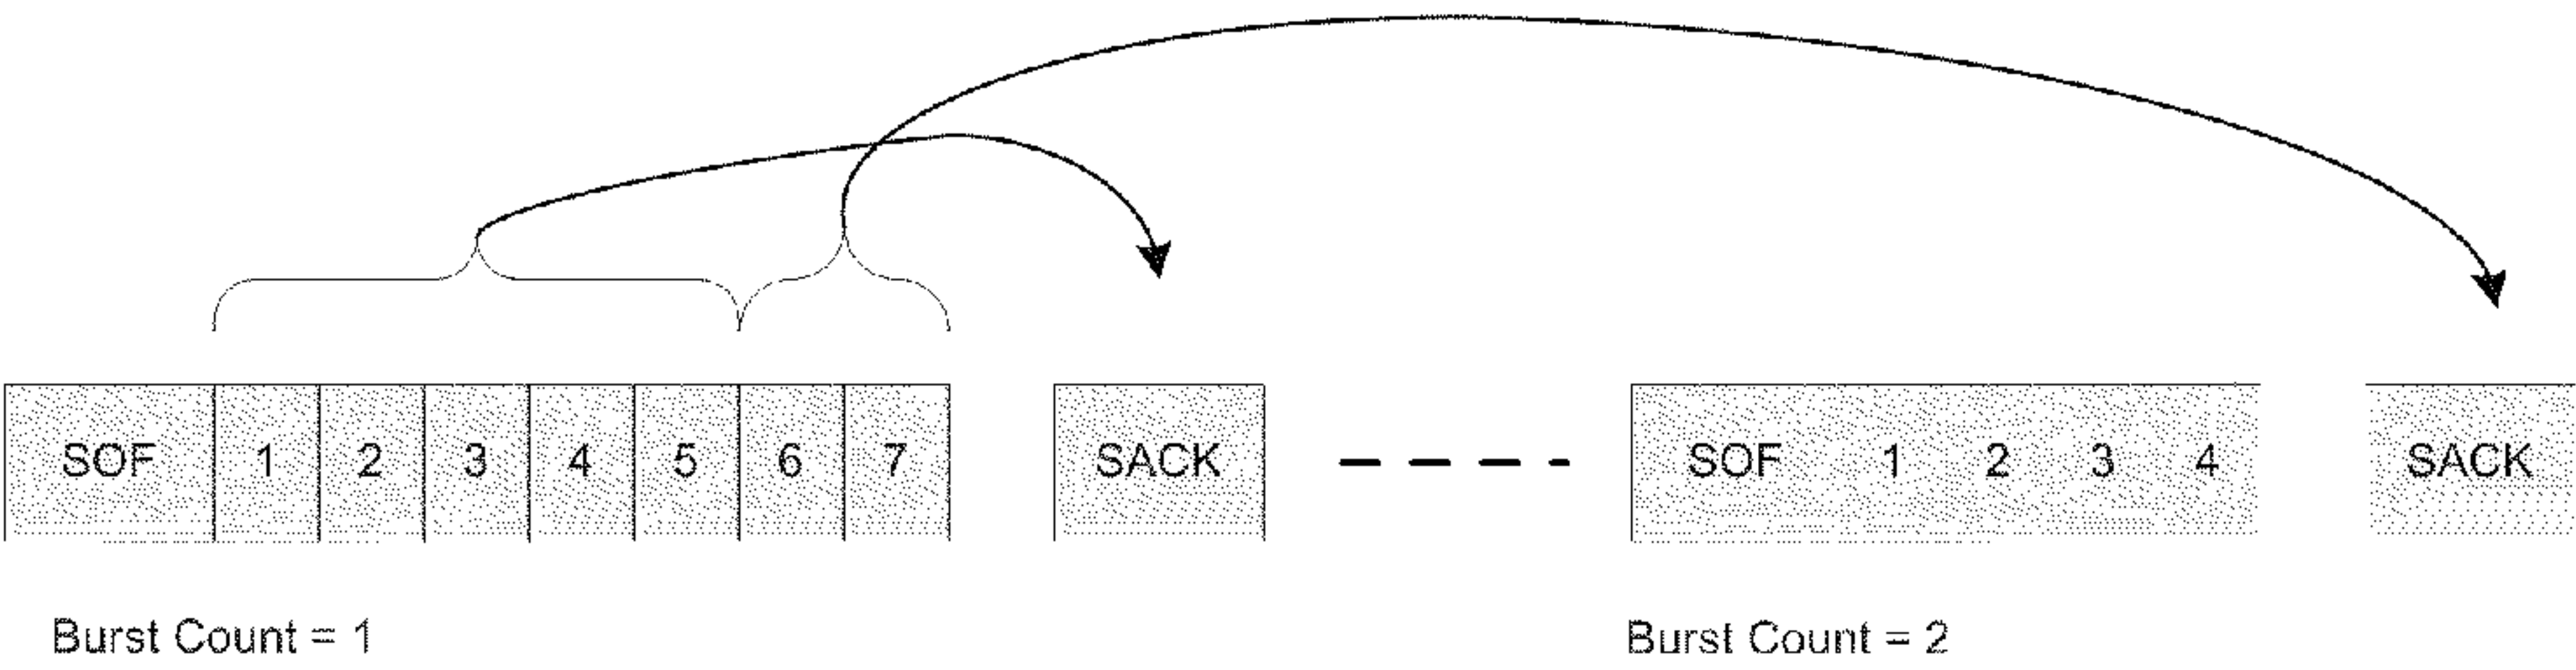 SOF 1 2 3 4 5 6 7 SACK SOF 1 2 3 4 SACK
Burst Count = 1 Burst Count = 2